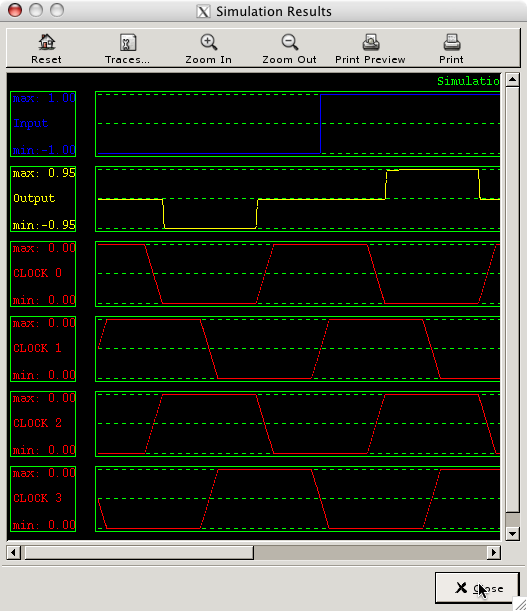 Simulation Results
Reset Traces... Zoom In Zoom Out Print Preview Print
Simulatio
max: 1.00
Input
min:-1.00
max: 0.95
Output
min:-0.95
max: 0.00
CLOCK 0
min: 0.00
max: 0.00
CLOCK 1
min: 0.00
max: 0.00
CLOCK 2
min: 0.00
max: 0.00
CLOCK 3
min: 0.00
Close